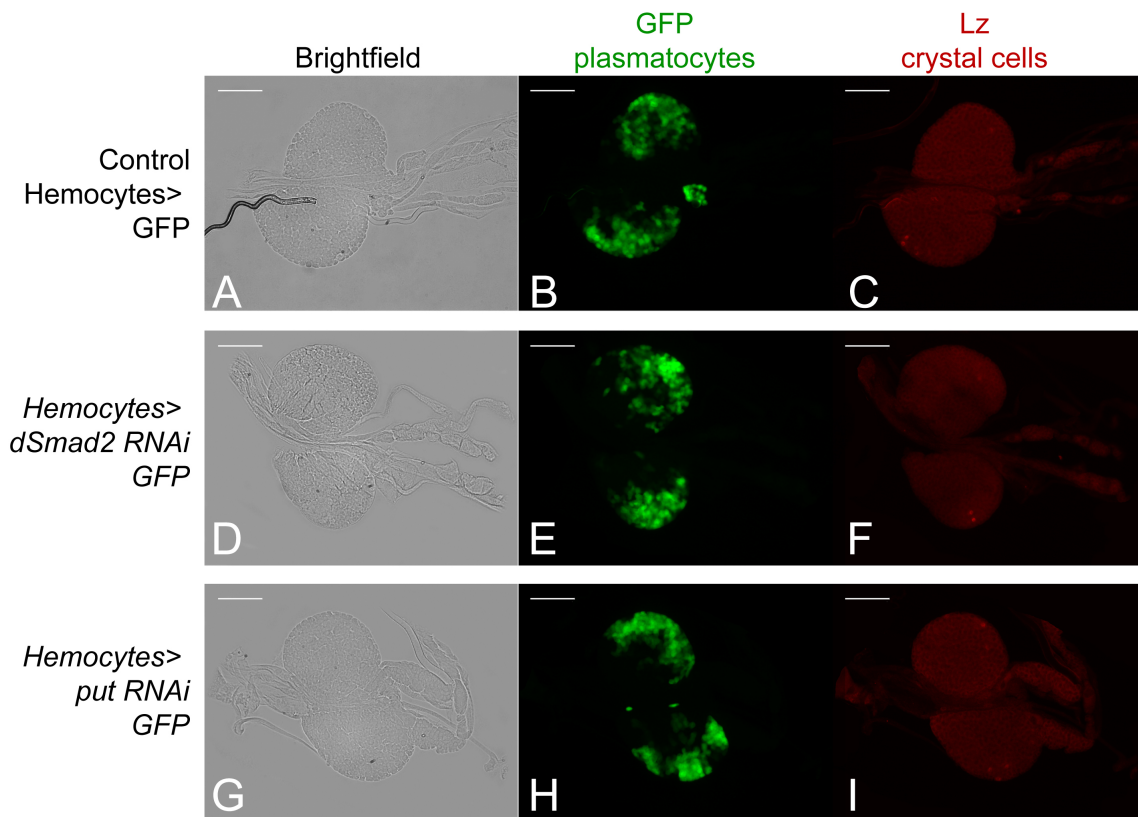 GFP
plasmatocytes
Lz
crystal cells
Brightfield
Control
Hemocytes>
GFP
A
B
C
Hemocytes>
dSmad2 RNAi
GFP
D
E
F
Hemocytes>
put RNAi
GFP
G
H
I